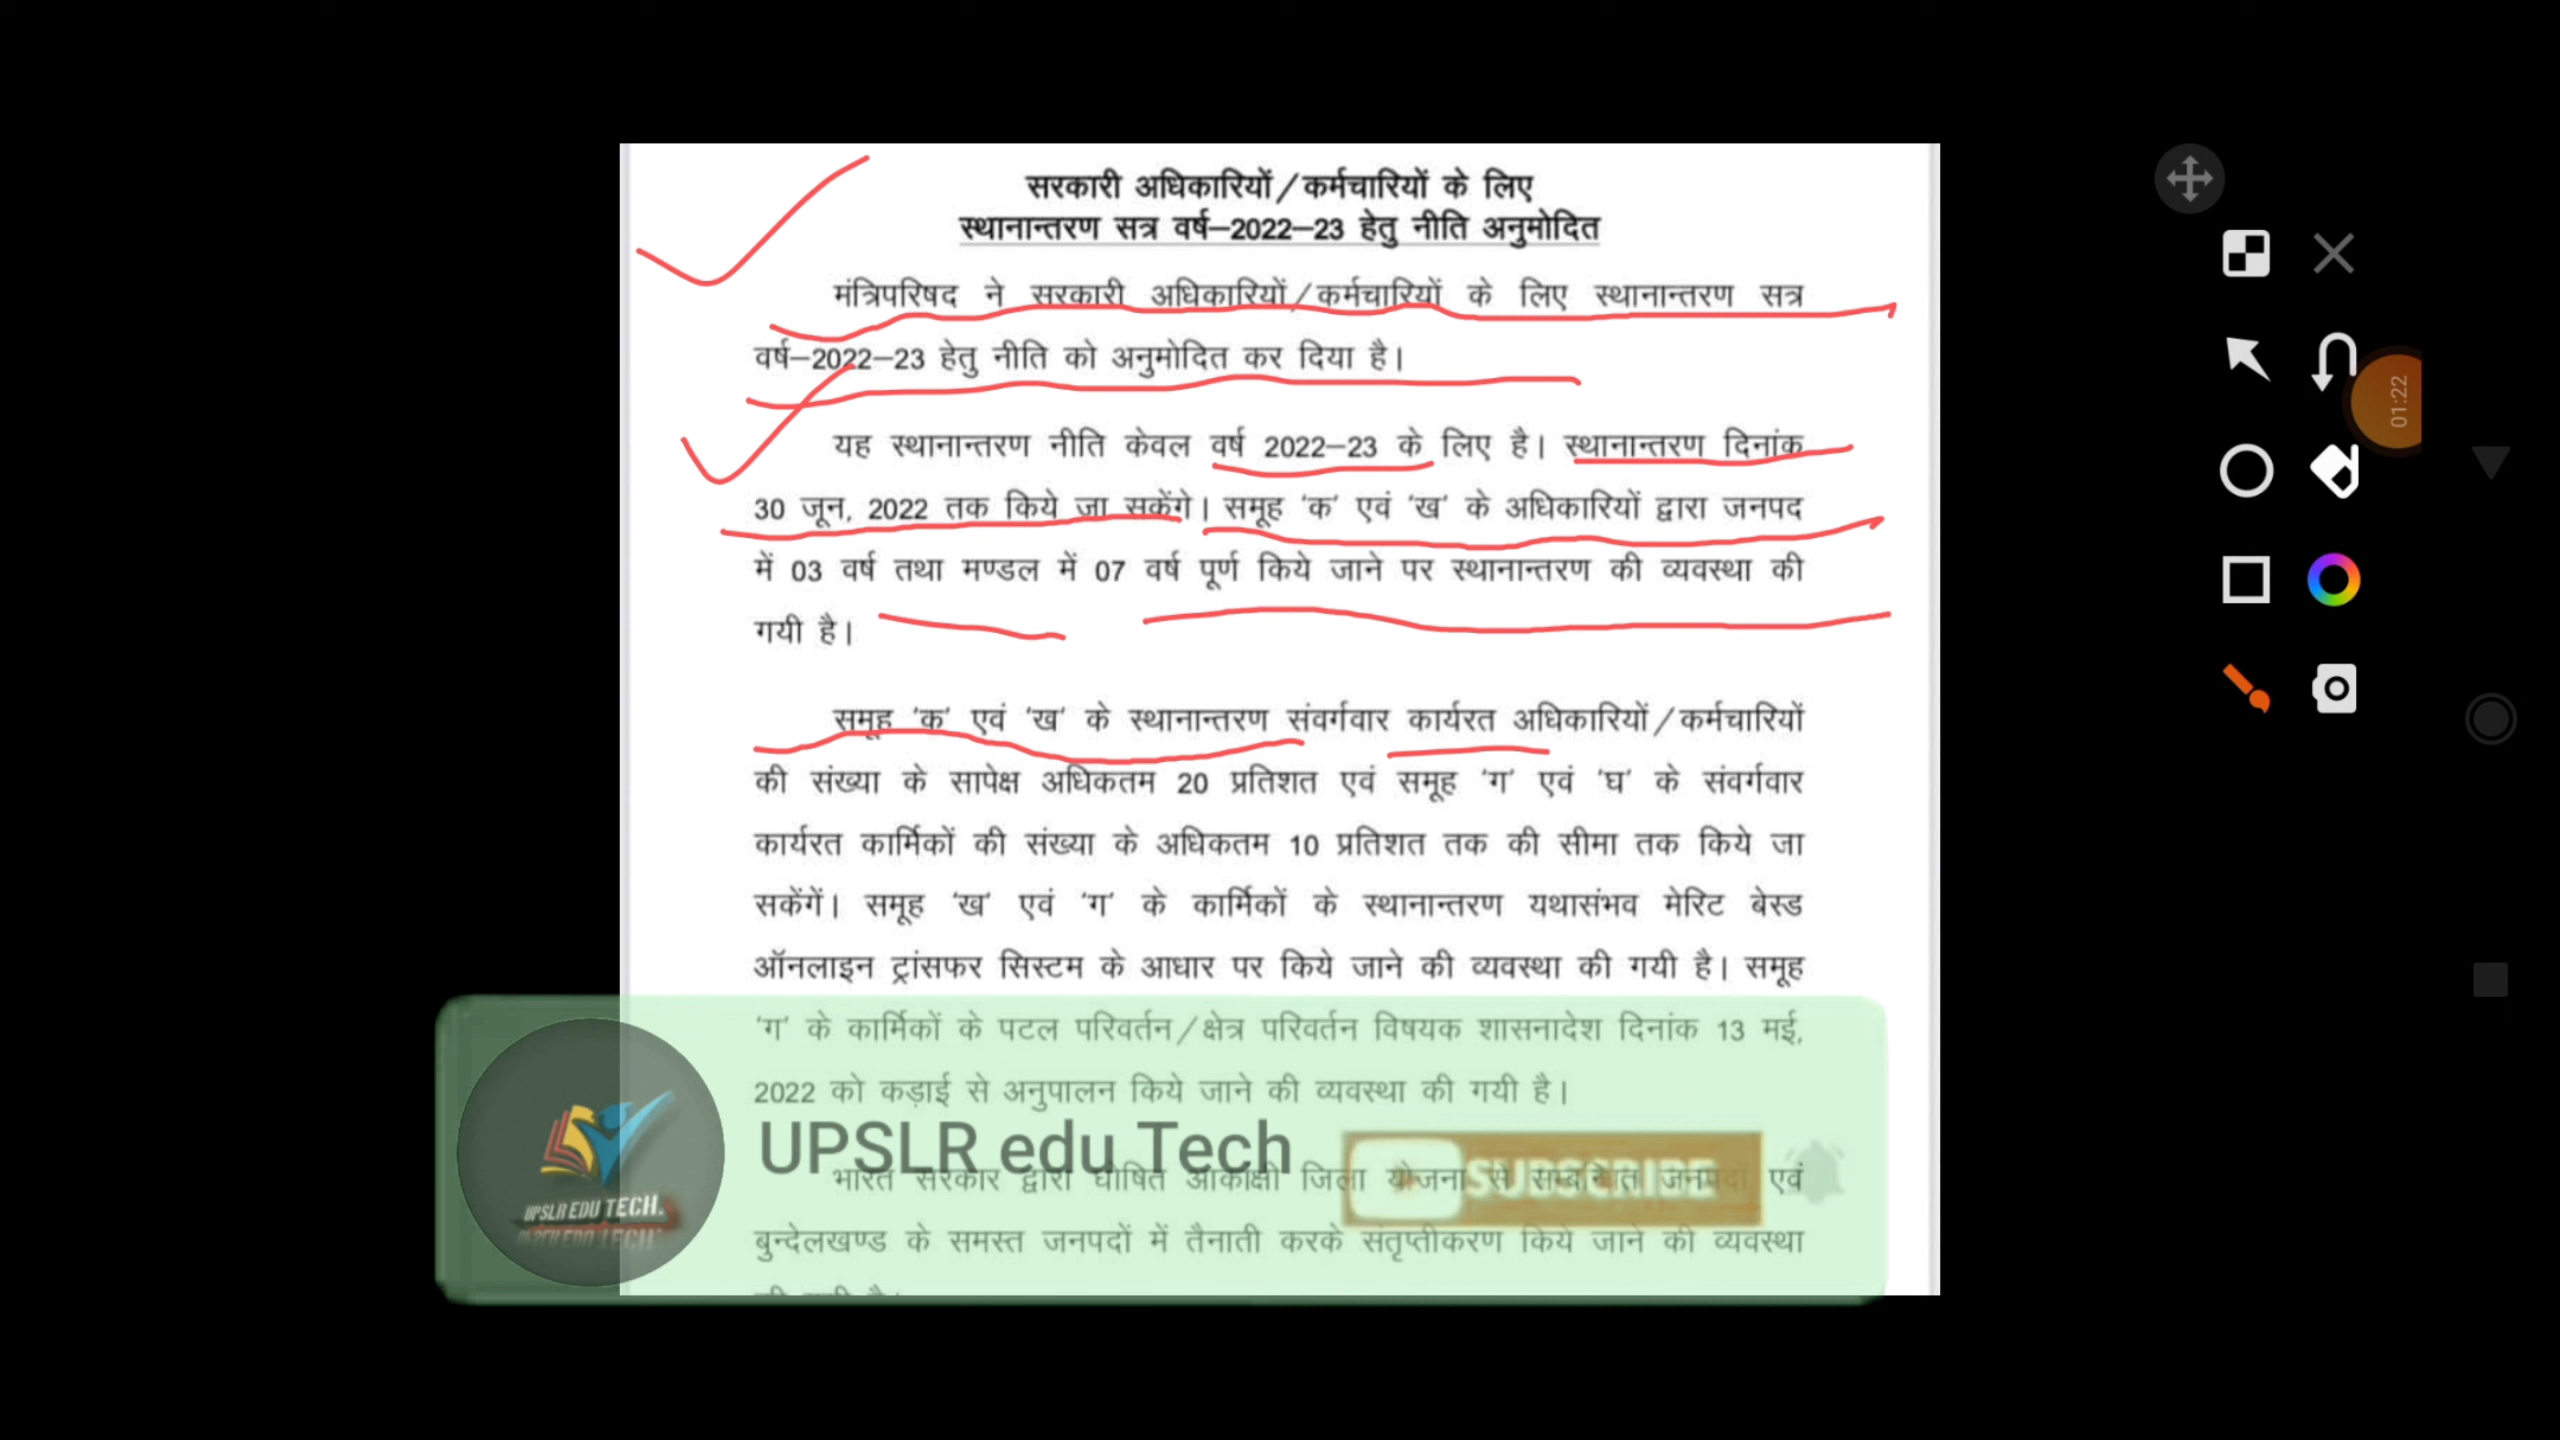 सरकारी अधिकारियों/कर्मचारियों के लिए
स्थानान्तरण सत्र वर्ष–2022–23 हेतु नीति अनुमोदित
मंत्रिपरिषद ने सरकारी अधिकारियों/कर्मचारियों के लिए स्थानान्तरण सत्र
वर्ष–2022–23 हेतु नीति को अनुमोदित कर दिया है।
यह स्थानान्तरण नीति केवल वर्ष 2022–23 के लिए है। स्थानान्तरण दिनांक
30 जून, 2022 तक किये जा सकेंगे। समूह 'क' एवं 'ख' के अधिकारियों द्वारा जनपद
में 03 वर्ष तथा मण्डल में 07 वर्ष पूर्ण किये जाने पर स्थानान्तरण की व्यवस्था की
गयी है।
समूह 'क' एवं 'ख' के स्थानान्तरण संवर्गवार कार्यरत अधिकारियों/कर्मचारियों
की संख्या के सापेक्ष अधिकतम 20 प्रतिशत एवं समूह 'ग' एवं 'घ' के संवर्गवार
कार्यरत कार्मिकों की संख्या के अधिकतम 10 प्रतिशत तक की सीमा तक किये जा
सकेंगें। समूह 'ख' एवं 'ग' के कार्मिकों के स्थानान्तरण यथासंभव मेरिट बेस्ड
ऑनलाइन ट्रांसफर सिस्टम के आधार पर किये जाने की व्यवस्था की गयी है। समूह
'ग' के कार्मिकों के पटल परिवर्तन/क्षेत्र परिवर्तन विषयक शासनादेश दिनांक 13 मई,
2022 को कड़ाई से अनुपालन किये जाने की व्यवस्था की गयी है।
UPSLR edu Tech
भारत सरकार द्वारा घोषित आकांक्षी जिला योजना से सम्बन्धित जनपदों एवं
SUBSCRIBE
UPSLR EDU TECH.
बुन्देलखण्ड के समस्त जनपदों में तैनाती करके संतृप्तीकरण किये जाने की व्यवस्था
01:22